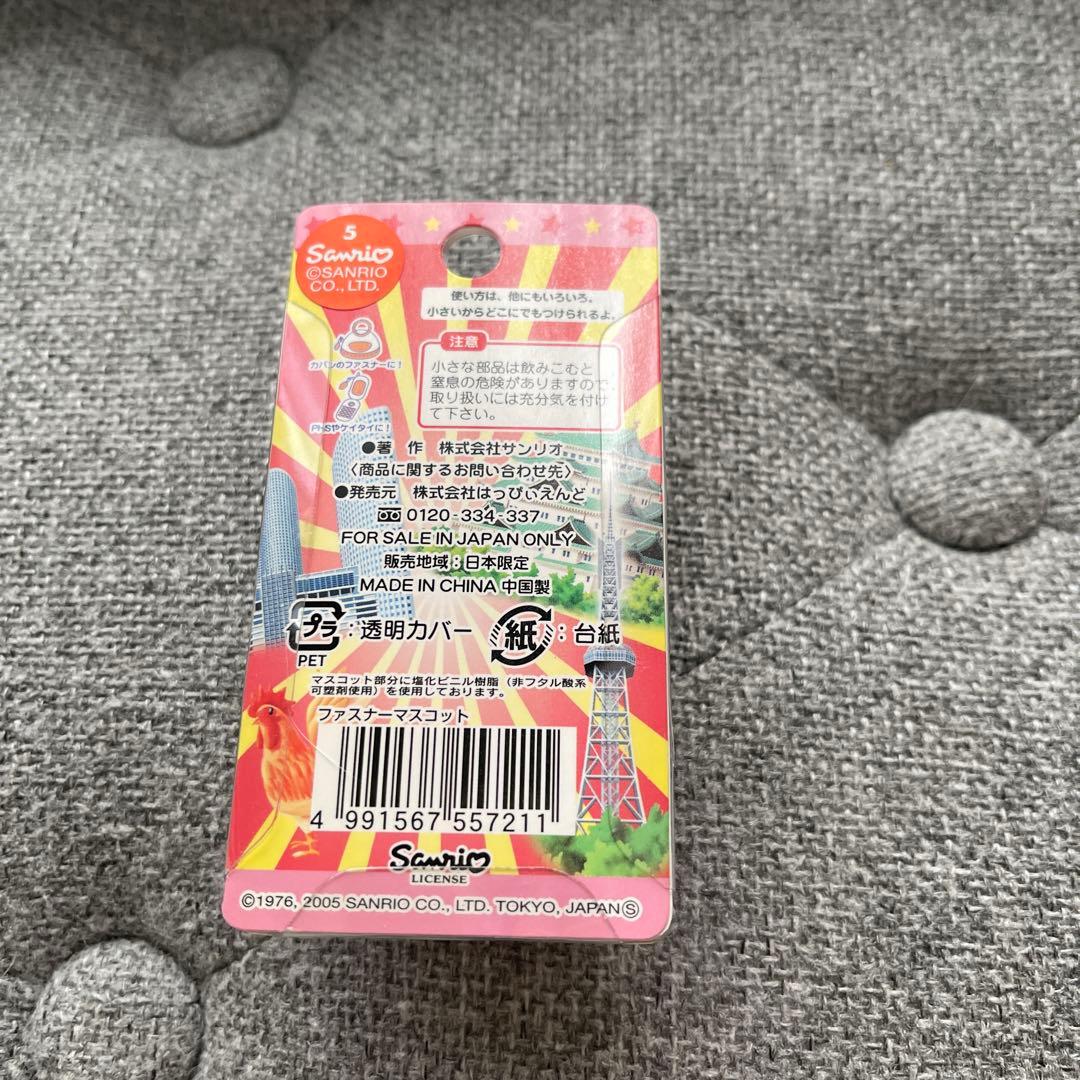 5
Sanrio
©SANRIO
CO., LTD.
使い方は、他にもいろいろ。
小さいからどこにでもつけられるよ。
カバンのファスナーに!
PHSやケイタイに!
注意
小さな部品は飲みこむと
窒息の危険がありますので、
取り扱いには充分気を付け
て下さい。
●著 作 株式会社サンリオ
〈商品に関するお問い合わせ先〉
●発売元 株式会社はっぴぃえんど
0120-334-337
FOR SALE IN JAPAN ONLY
販売地域:日本限定
MADE IN CHINA 中国製
プラ:透明カバー 紙:台紙
PET
マスコット部分に塩化ビニル樹脂(非フタル酸系
可塑剤使用)を使用しております。
ファスナーマスコット
4 991567 557211
Sanrio
LICENSE
©1976, 2005 SANRIO CO., LTD. TOKYO, JAPAN Ⓢ